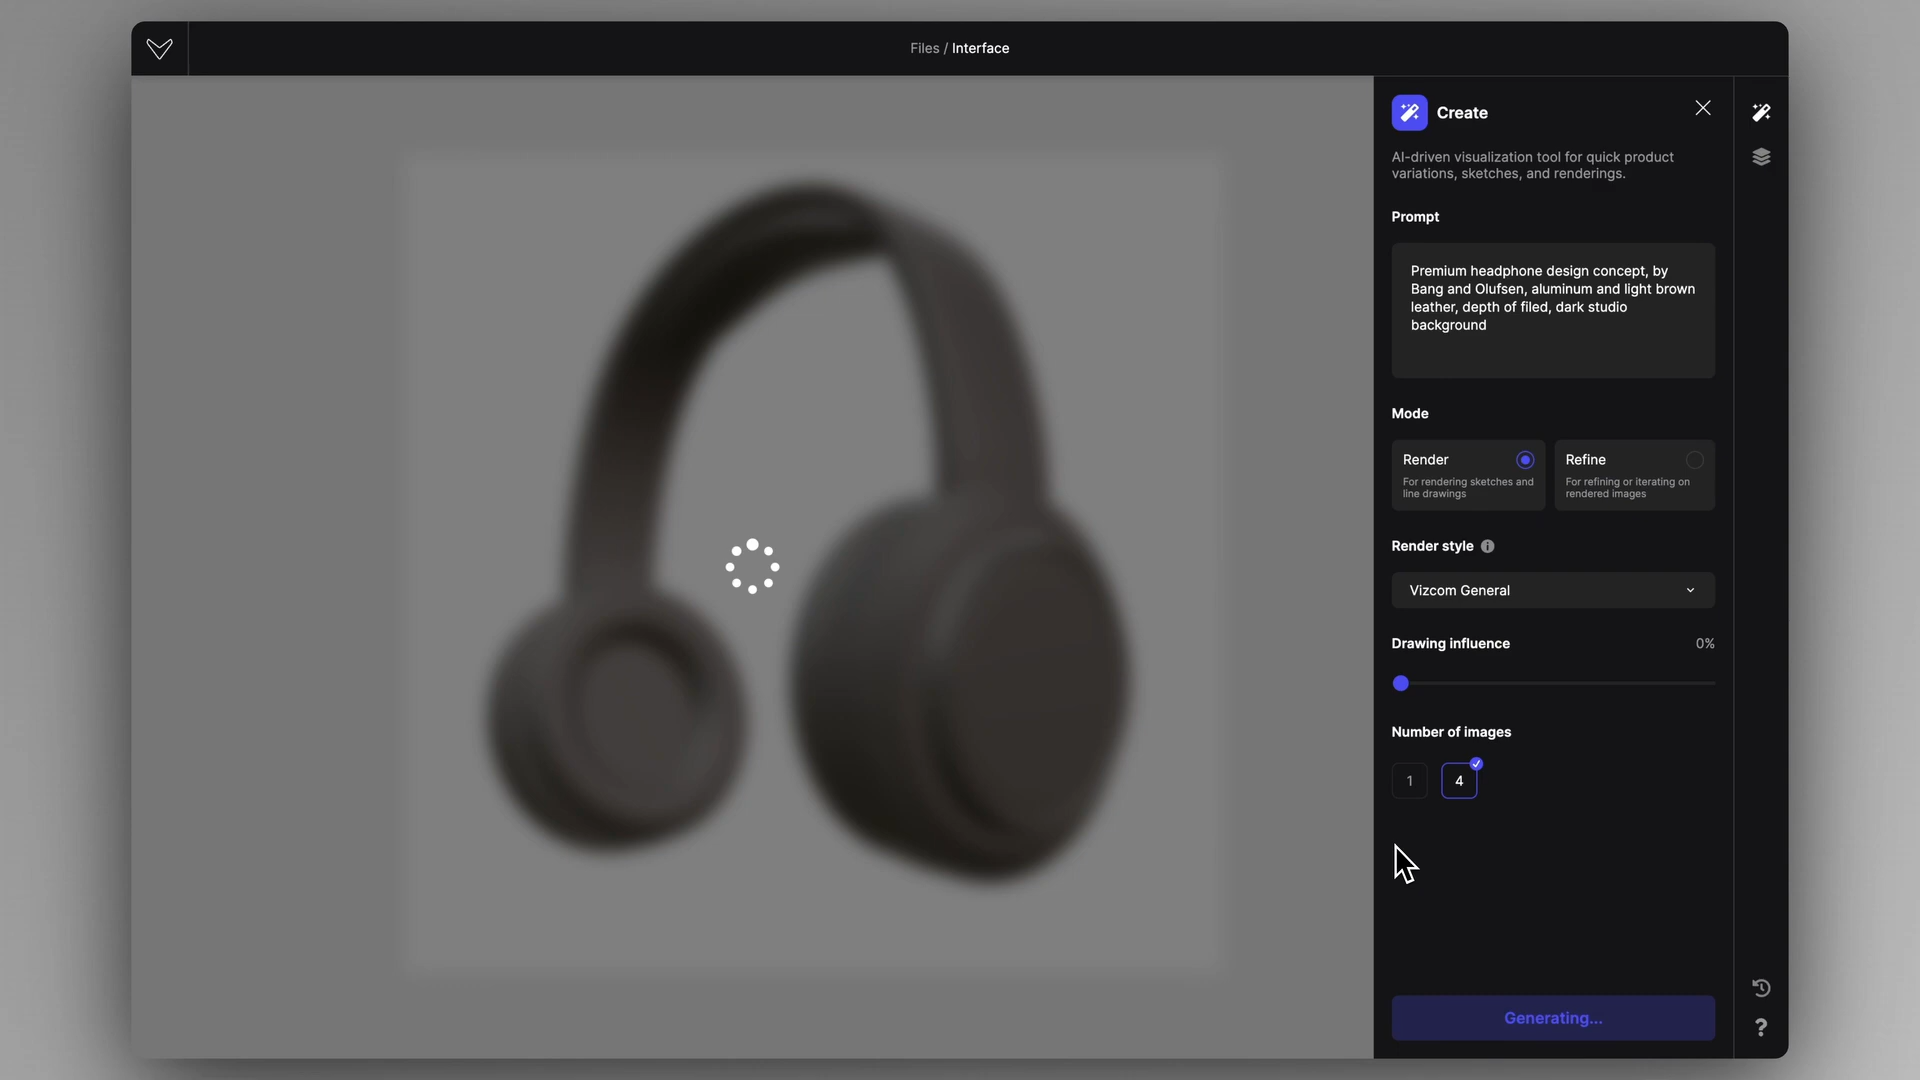 Files / Interface
Create
AI-driven visualization tool for quick product
variations, sketches, and renderings.
Prompt
Premium headphone design concept, by
Bang and Olufsen, aluminum and light brown
leather, depth of filed, dark studio
background
Mode
Render
For rendering sketches and
line drawings
Refine
For refining or iterating on
rendered images
Render style
Vizcom General
Drawing influence 0%
Number of images
1 4
Generating...